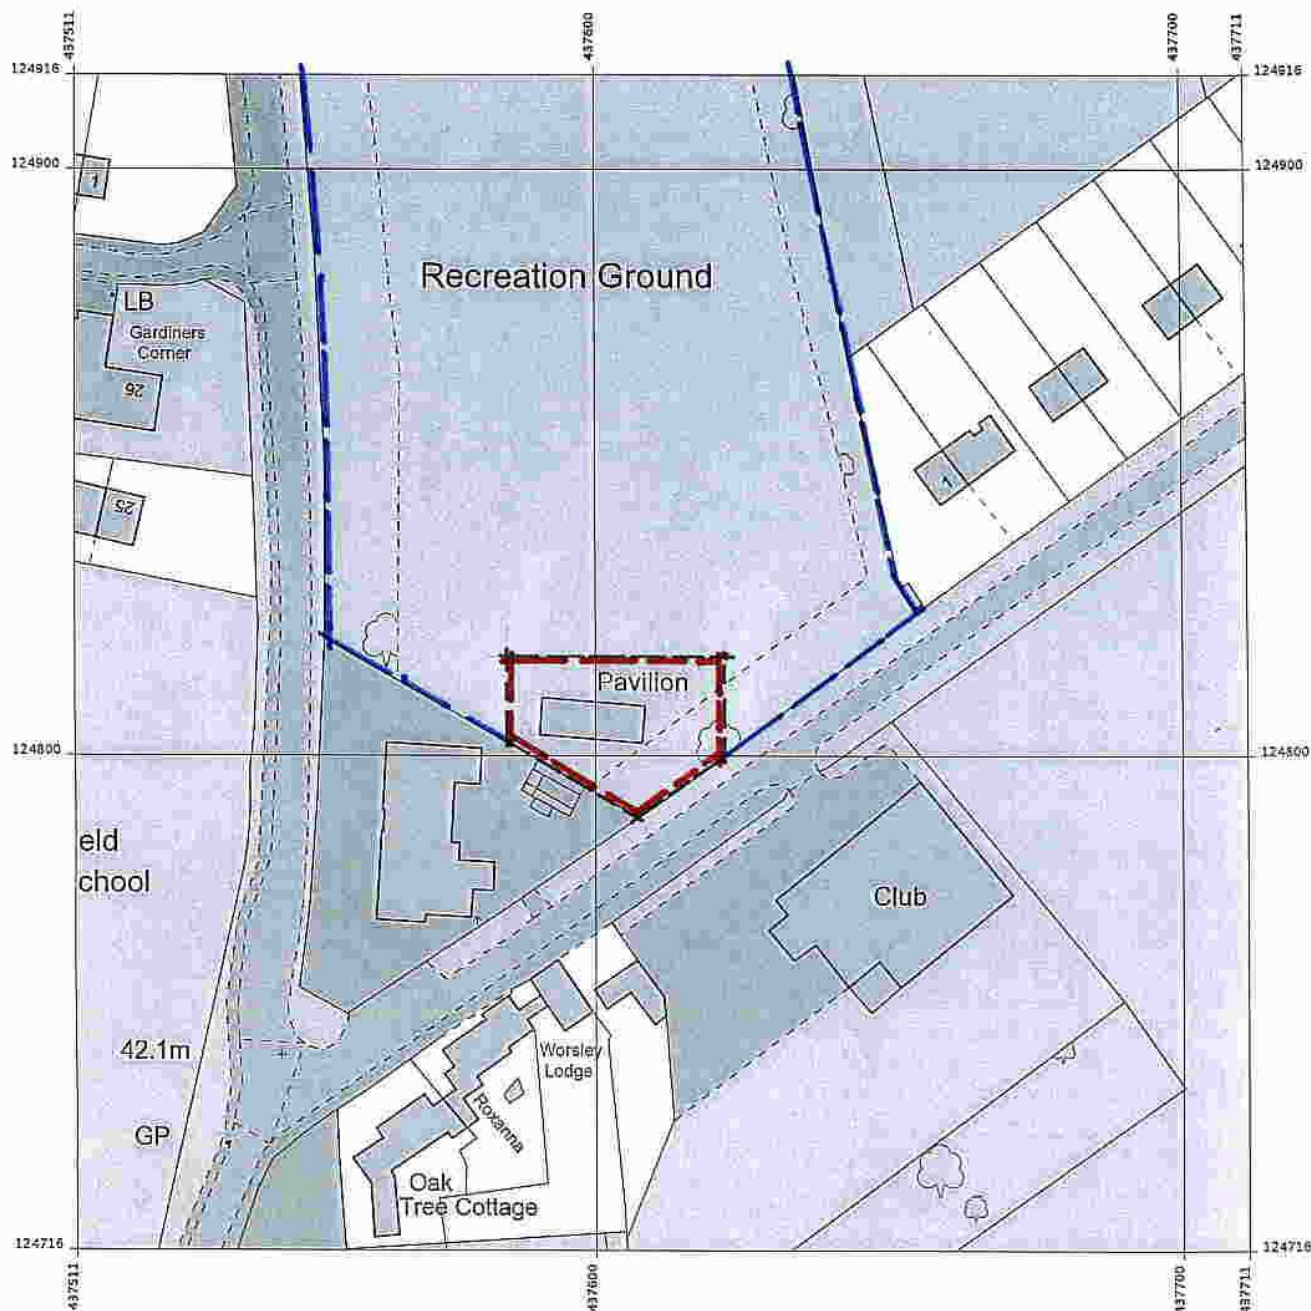 437511
437600
437700
437711
124916
124916
124900
124900
1
Recreation Ground
LB
Gardiners
Corner
26
25
1
Pavilion
124800
124800
eld
chool
Club
42.1m
Worsley
Lodge
Roxanna
GP
Oak
Tree Cottage
124716
124716
437511
437600
437700
437711